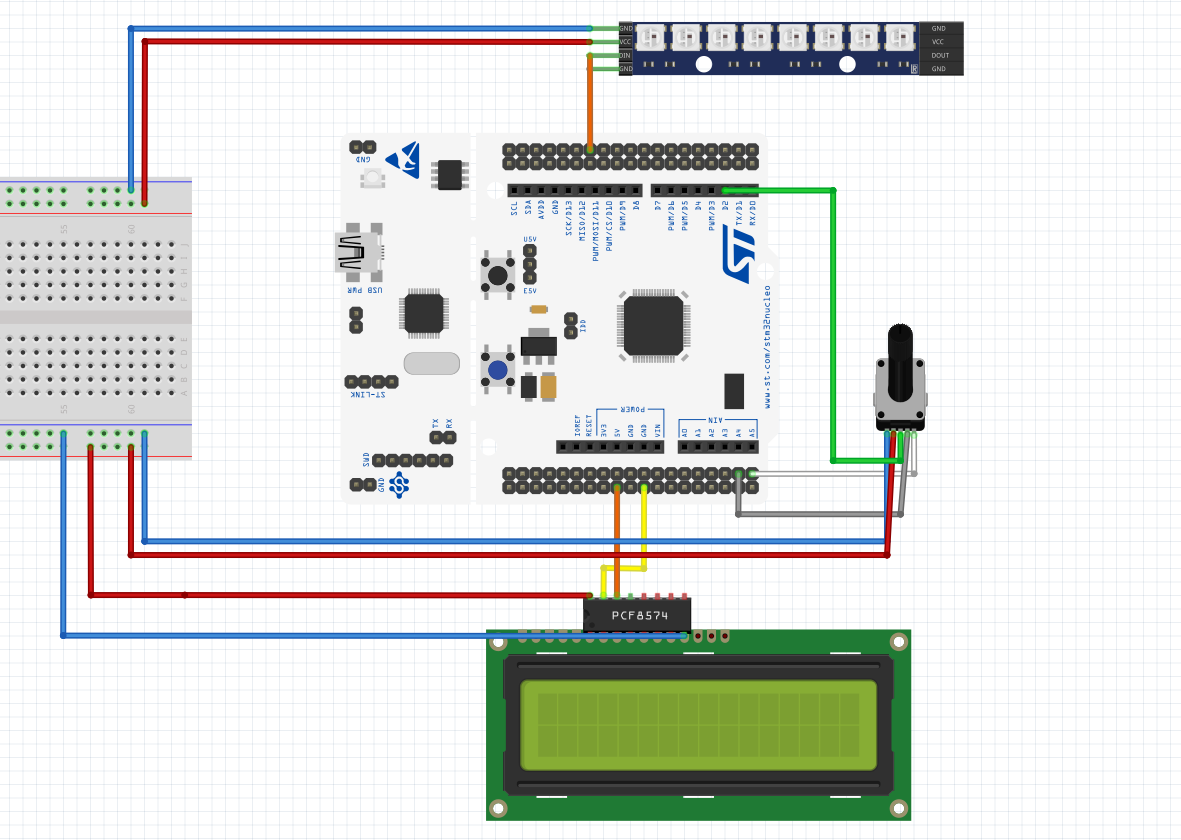 GND
VCC
DIN
GND
GND
VCC
DOUT
GND
GND
SCL
SDA
AVDD
GND
SCK/D13
MISO/D12
PWM/MOSI/D11
PWM/CS/D10
PWM/D9
D8
D7
PWM/D6
PWM/D5
D4
PWM/D3
D2
TX/D1
RX/D0
55
60
J
I
H
G
F
U5V
E5V
USB PWR
IDD
www.st.com/stm32nucleo
E
D
C
B
A
ST-LINK
55
60
POWER
AIN
IOREF
RESET
3V3
5V
GND
GND
VIN
A0
A1
A2
A3
A4
A5
TX
RX
SWD
GND
PCF8574